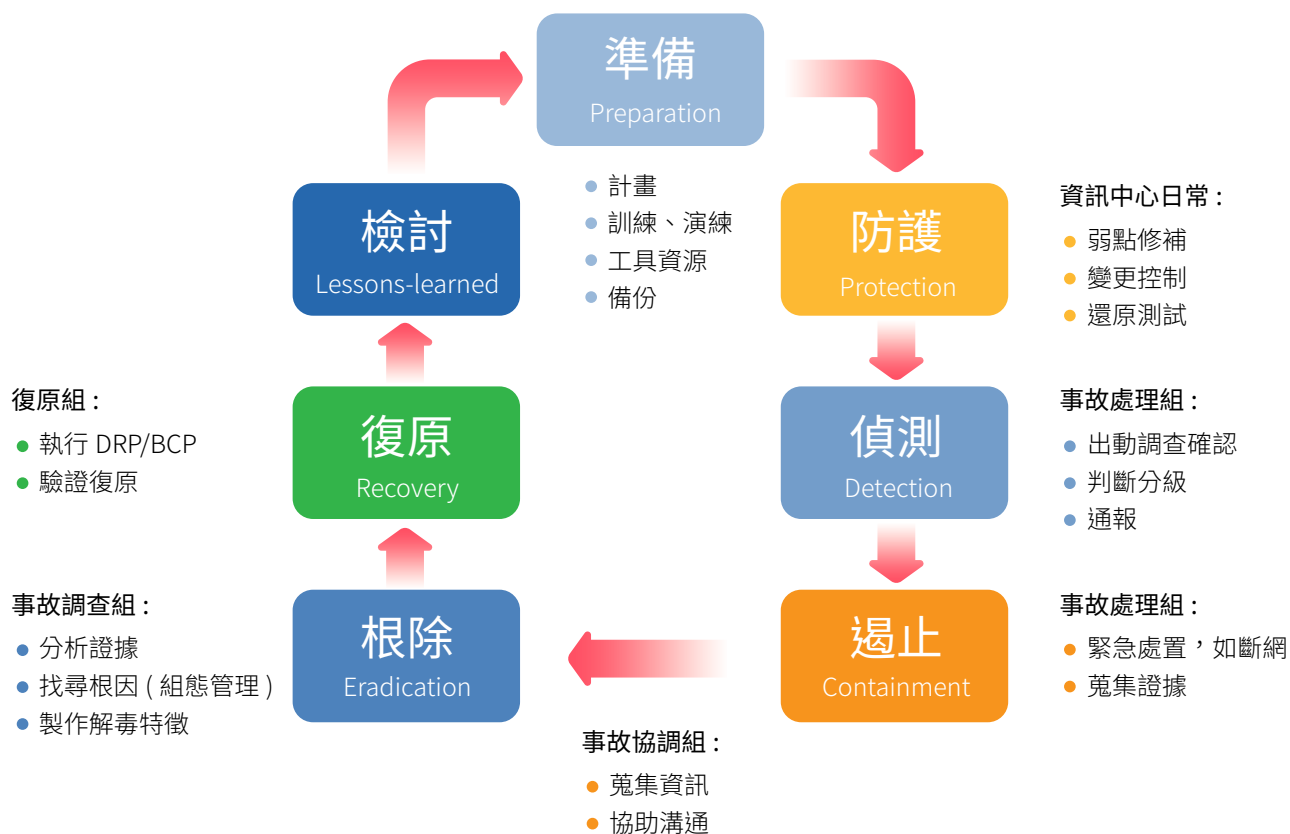 準備
Preparation
計畫
訓練、演練
工具資源
備份
防護
Protection
資訊中心日常 :
弱點修補
變更控制
還原測試
偵測
Detection
事故處理組 :
出動調查確認
判斷分級
通報
遏止
Containment
事故處理組 :
緊急處置，如斷網
蒐集證據
事故協調組 :
蒐集資訊
協助溝通
根除
Eradication
事故調查組 :
分析證據
找尋根因 ( 組態管理 )
製作解毒特徵
復原
Recovery
復原組 :
執行 DRP/BCP
驗證復原
檢討
Lessons-learned